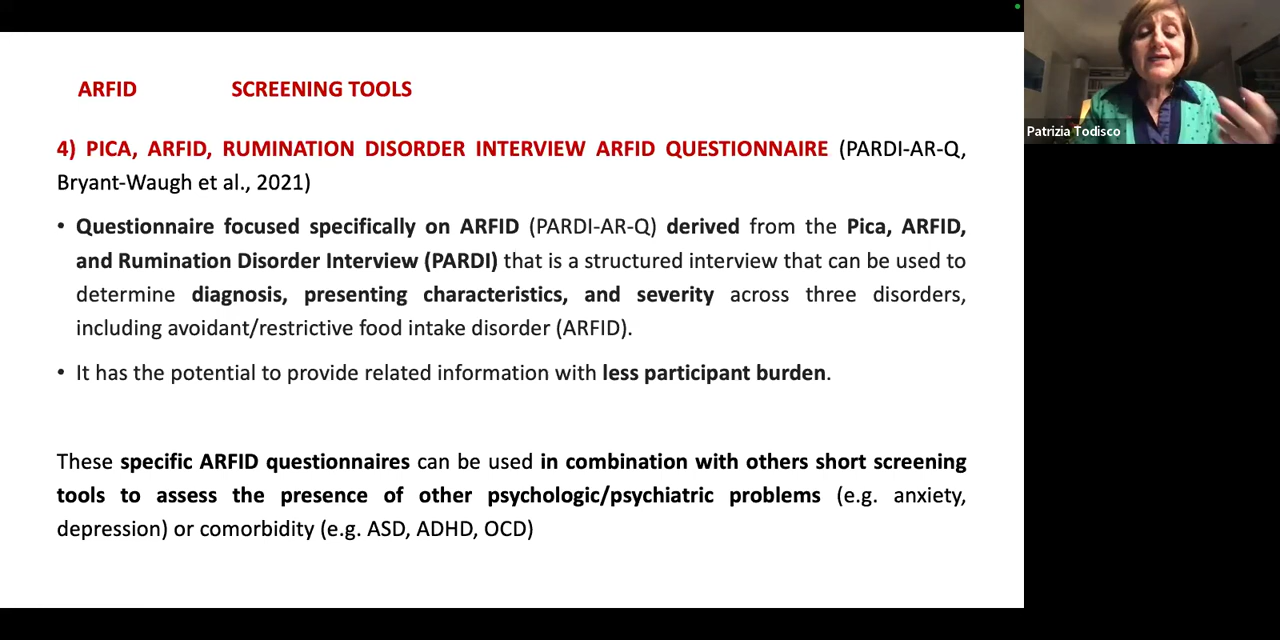 ARFID SCREENING TOOLS
4) PICA, ARFID, RUMINATION DISORDER INTERVIEW ARFID QUESTIONNAIRE (PARDI-AR-Q,
Bryant-Waugh et al., 2021)
• Questionnaire focused specifically on ARFID (PARDI-AR-Q) derived from the Pica, ARFID,
and Rumination Disorder Interview (PARDI) that is a structured interview that can be used to
determine diagnosis, presenting characteristics, and severity across three disorders,
including avoidant/restrictive food intake disorder (ARFID).
• It has the potential to provide related information with less participant burden.
These specific ARFID questionnaires can be used in combination with others short screening
tools to assess the presence of other psychologic/psychiatric problems (e.g. anxiety,
depression) or comorbidity (e.g. ASD, ADHD, OCD)
Patrizia Todisco